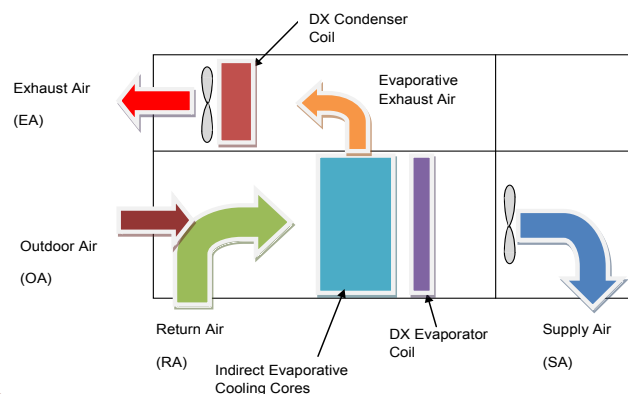 DX Condenser
Coil
Exhaust Air
(EA)
Evaporative
Exhaust Air
Outdoor Air
(OA)
Return Air
(RA)
Indirect Evaporative
Cooling Cores
DX Evaporator
Coil
Supply Air
(SA)